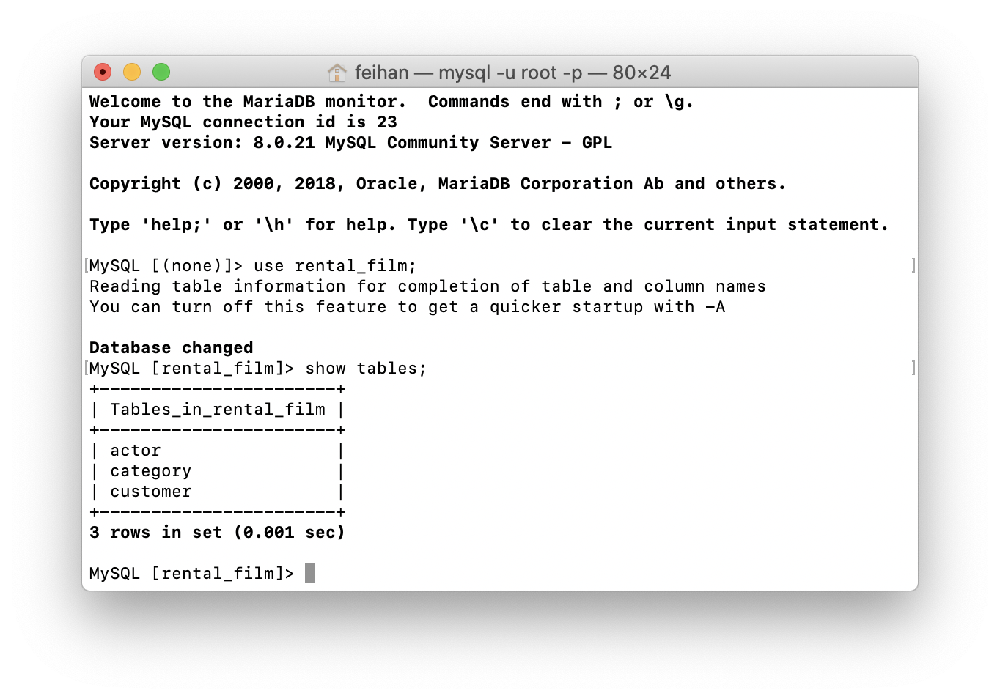 feihan — mysql -u root -p — 80×24
Welcome to the MariaDB monitor.  Commands end with ; or \g.
Your MySQL connection id is 23
Server version: 8.0.21 MySQL Community Server - GPL

Copyright (c) 2000, 2018, Oracle, MariaDB Corporation Ab and others.

Type 'help;' or '\h' for help. Type '\c' to clear the current input statement.

[MySQL [(none)]> use rental_film; ]
Reading table information for completion of table and column names
You can turn off this feature to get a quicker startup with -A

Database changed
[MySQL [rental_film]> show tables; ]
+-----------------------+
| Tables_in_rental_film |
+-----------------------+
| actor                 |
| category              |
| customer              |
+-----------------------+
3 rows in set (0.001 sec)

MySQL [rental_film]>